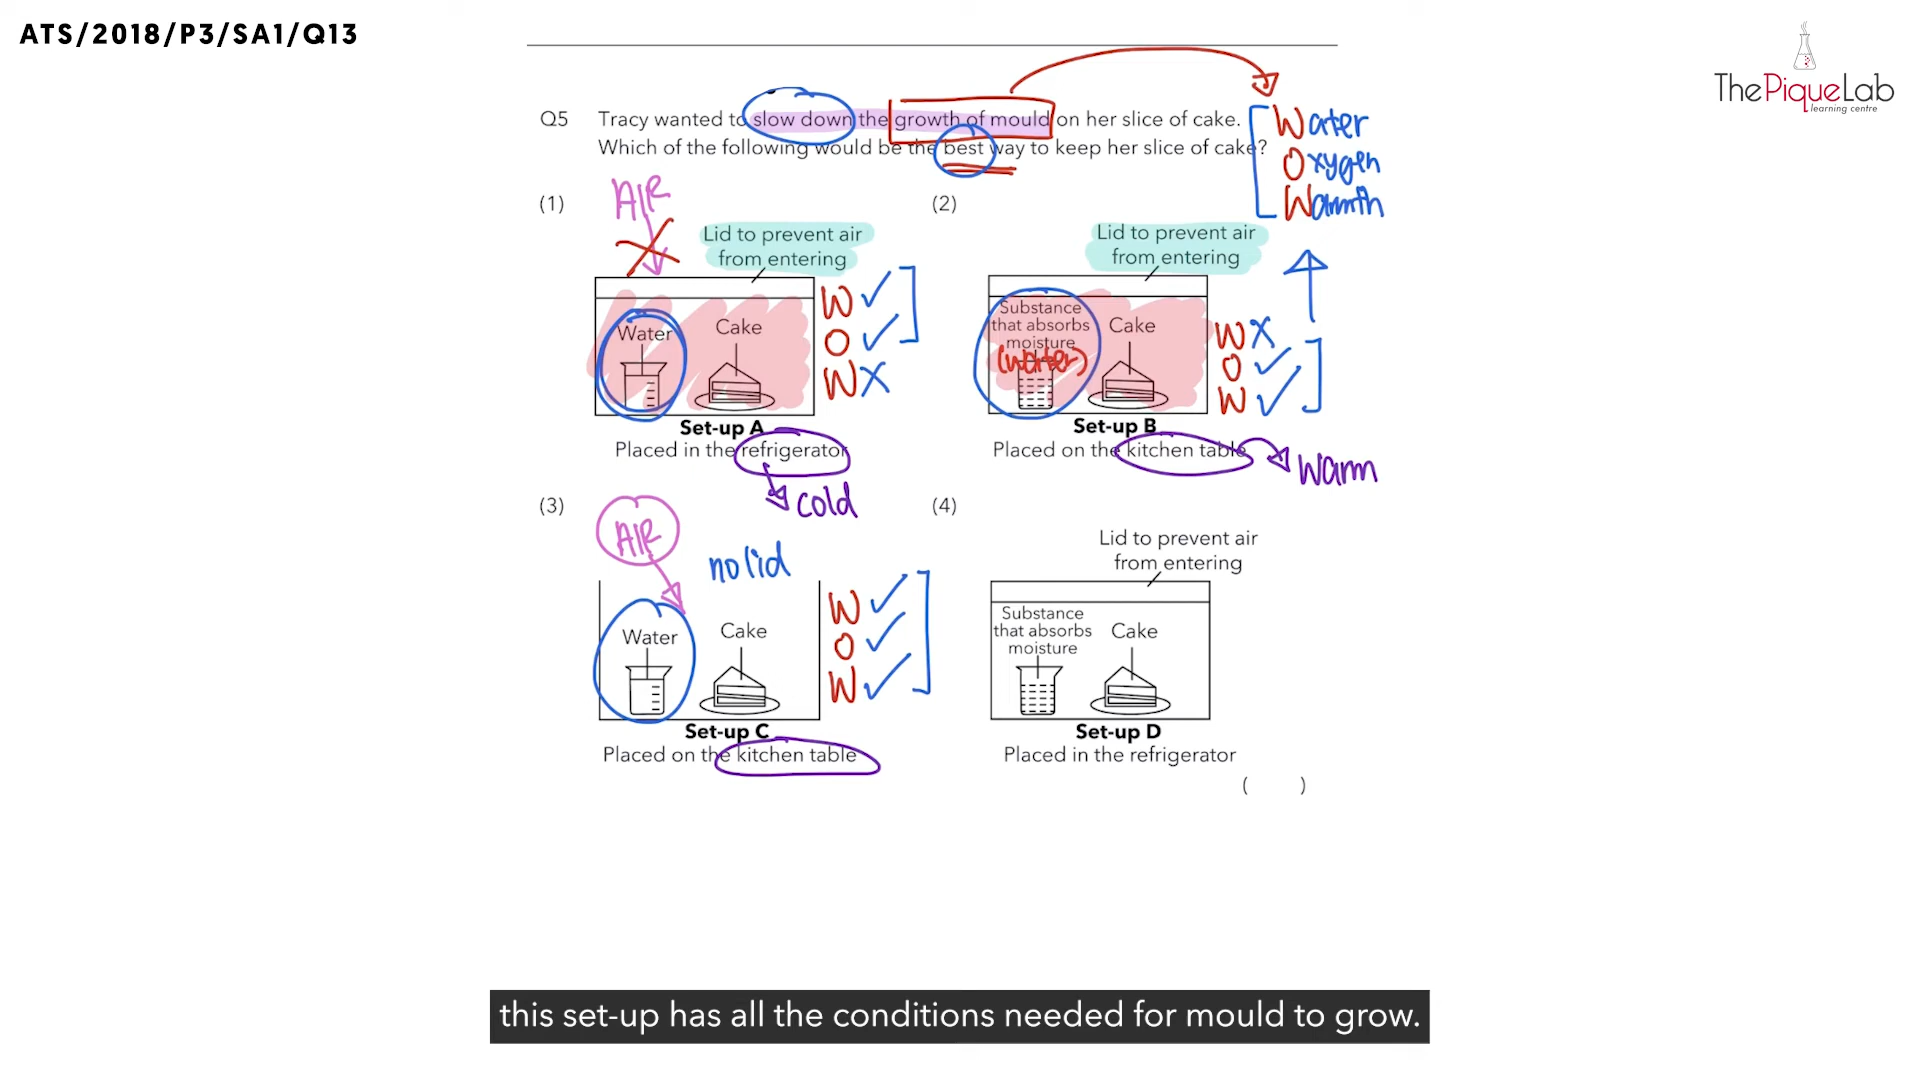 ATS/2018/P3/SA1/Q13
ThePiqueLab
learning centre
Q5 Tracy wanted to slow down the growth of mould on her slice of cake.
Which of the following would be the best way to keep her slice of cake?
Water
Oxygen
Warmth
(1)
AIR
Lid to prevent air
from entering
Water
Cake
W ✓
O ✓
W X
Set-up A
Placed in the refrigerator
cold
(2)
Lid to prevent air
from entering
Substance
that absorbs
moisture
(water)
Cake
W X
O ✓
W ✓
Set-up B
Placed on the kitchen table
warm
(3)
AIR
no lid
Water
Cake
W ✓
O ✓
W ✓
Set-up C
Placed on the kitchen table
(4)
Lid to prevent air
from entering
Substance
that absorbs
moisture
Cake
Set-up D
Placed in the refrigerator
( )
this set-up has all the conditions needed for mould to grow.